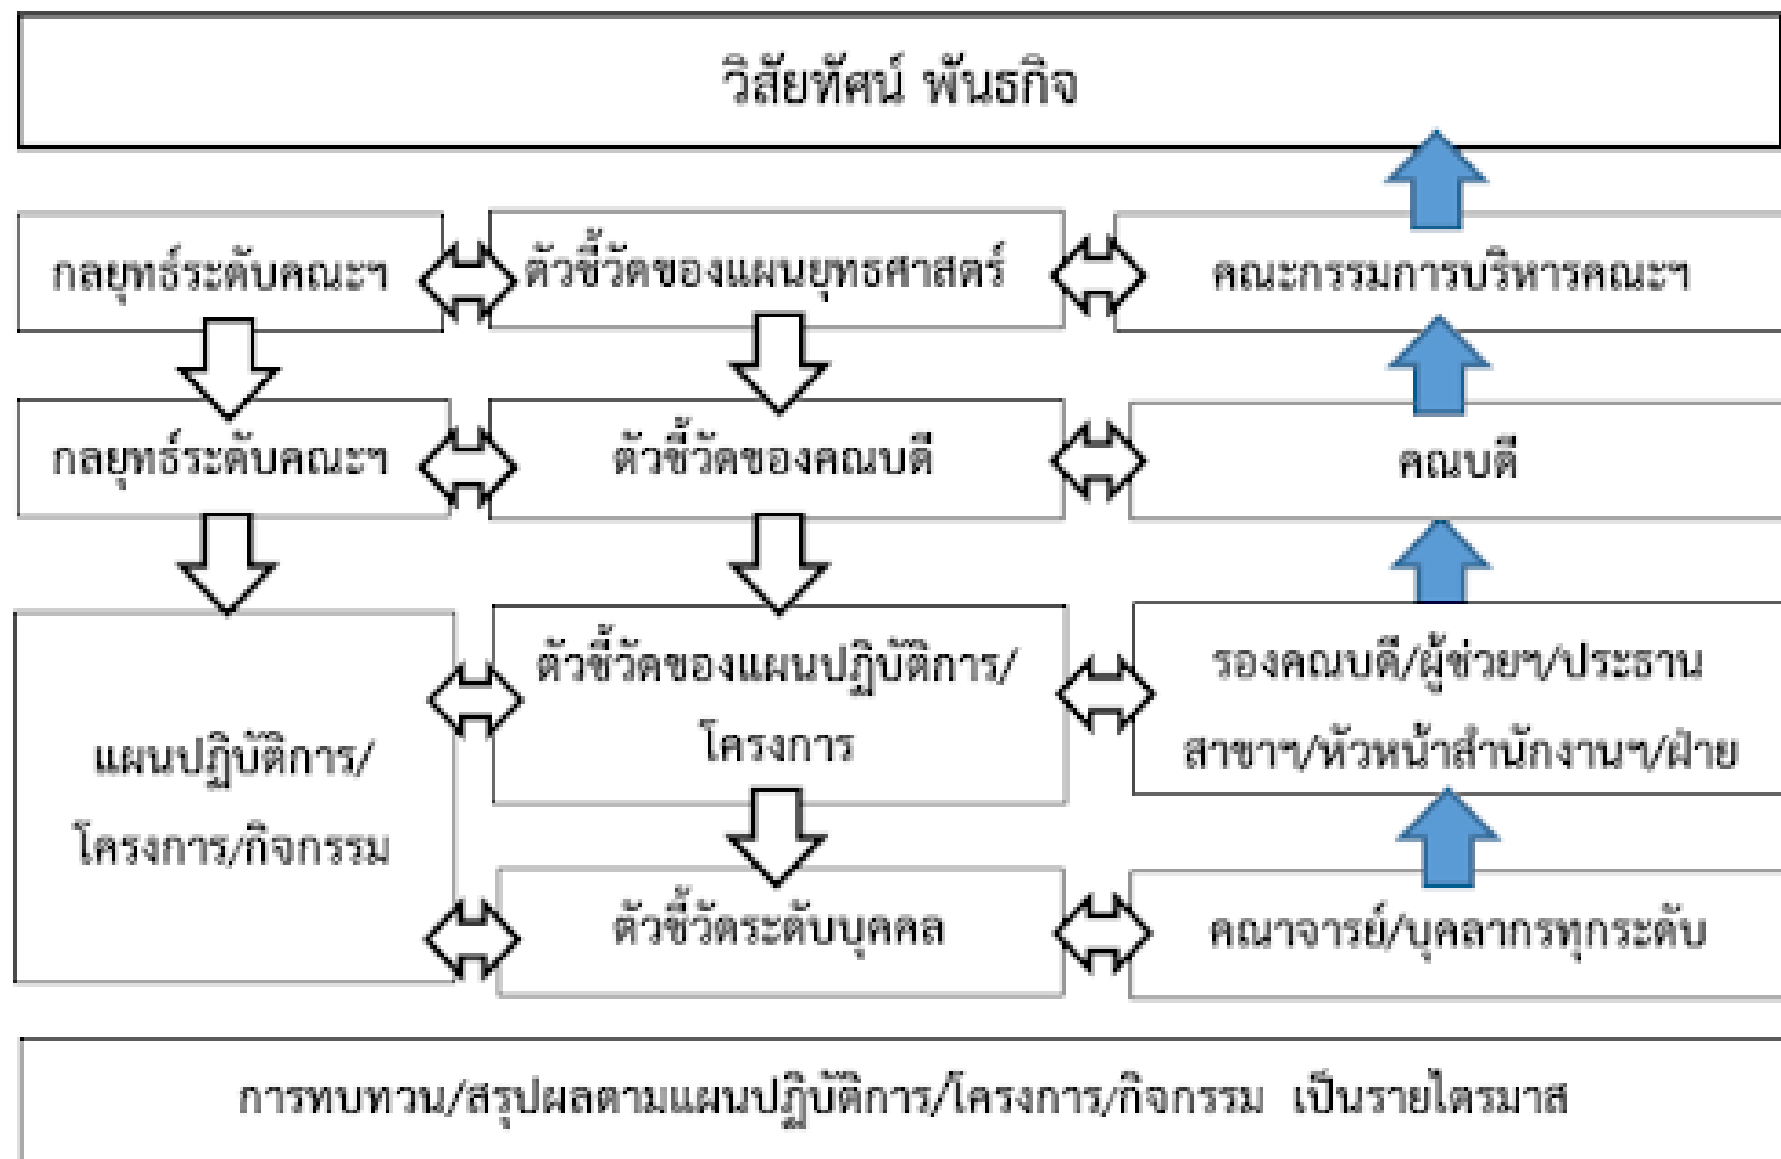 วิสัยทัศน์ พันธกิจ
กลยุทธ์ระดับคณะฯ
ตัวชี้วัดของแผนยุทธศาสตร์
คณะกรรมการบริหารคณะฯ
กลยุทธ์ระดับคณะฯ
ตัวชี้วัดของคณบดี
คณบดี
แผนปฏิบัติการ/
โครงการ/กิจกรรม
ตัวชี้วัดของแผนปฏิบัติการ/
โครงการ
รองคณบดี/ผู้ช่วยฯ/ประธาน
สาขาฯ/หัวหน้าสำนักงานฯ/ฝ่าย
ตัวชี้วัดระดับบุคคล
คณาจารย์/บุคลากรทุกระดับ
การทบทวน/สรุปผลตามแผนปฏิบัติการ/โครงการ/กิจกรรม เป็นรายไตรมาส